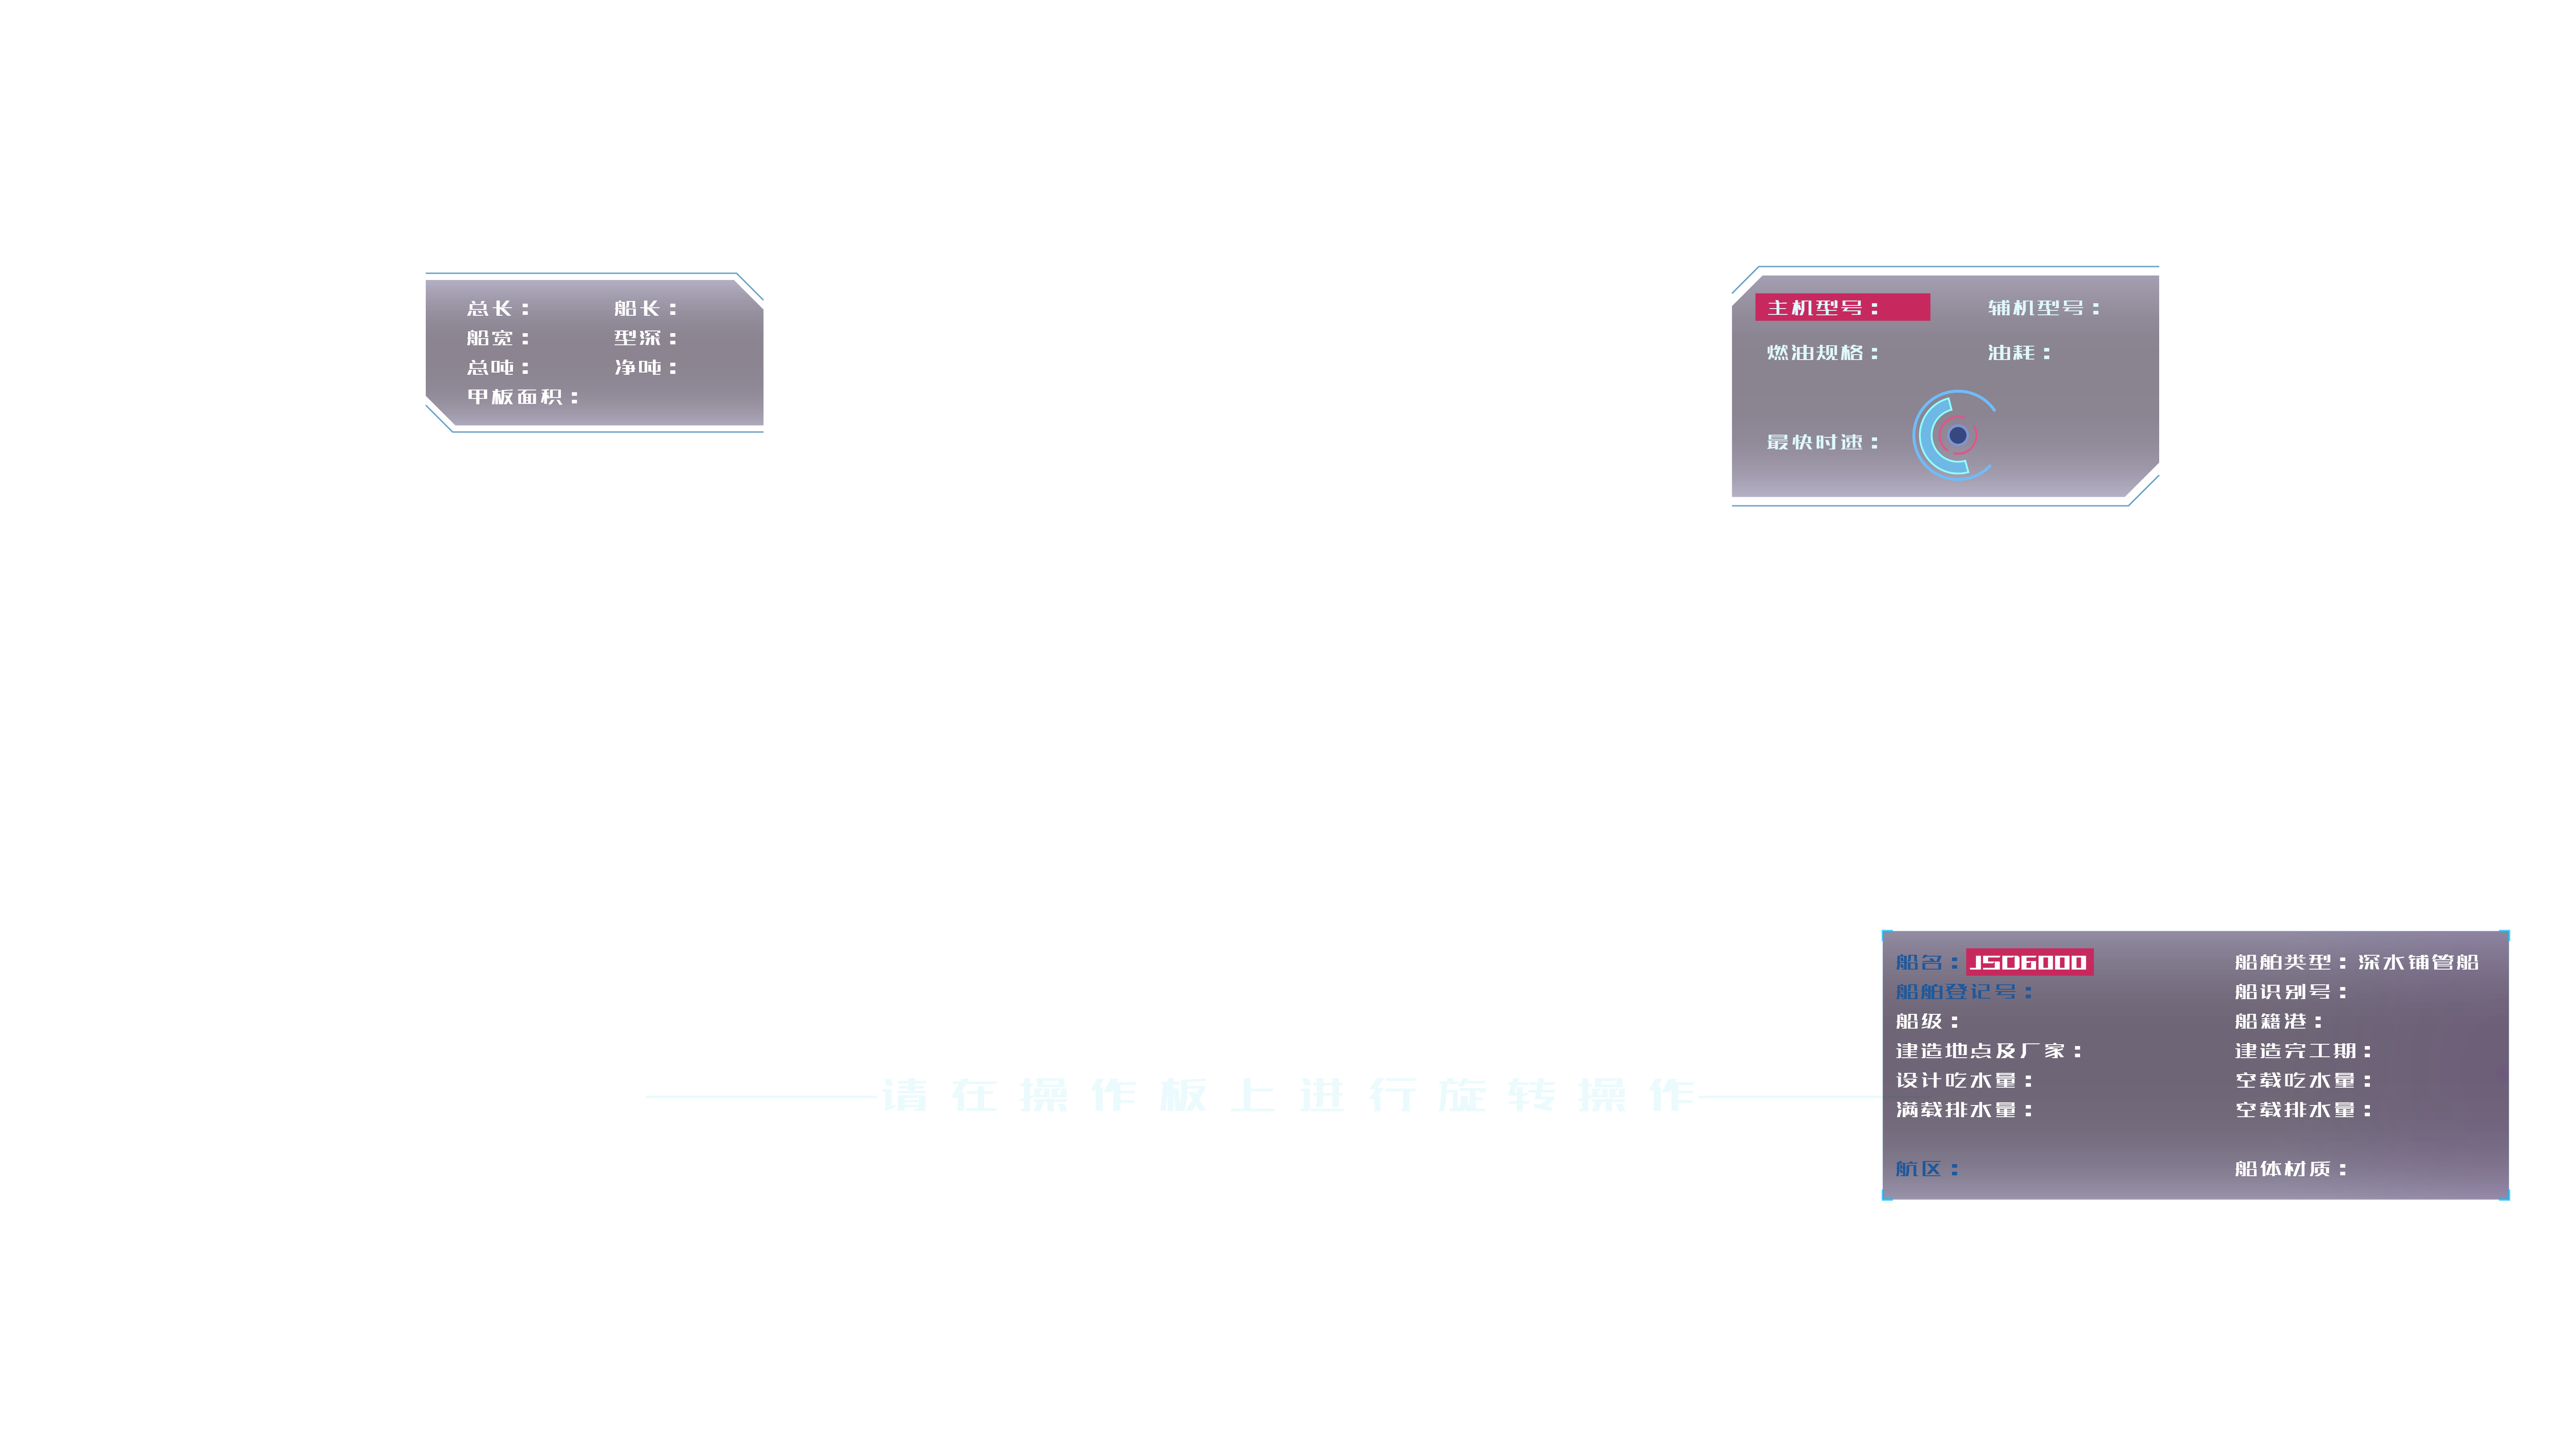 总长： 船长：
船宽： 型深：
总吨： 净吨：
甲板面积：
主机型号： 辅机型号：
燃油规格： 油耗：
最快时速：
船名：JSD6000 船舶类型：深水铺管船
船舶登记号： 船识别号：
船级： 船籍港：
建造地点及厂家： 建造完工期：
设计吃水量： 空载吃水量：
满载排水量： 空载排水量：
航区： 船体材质：
请在操作板上进行旋转操作